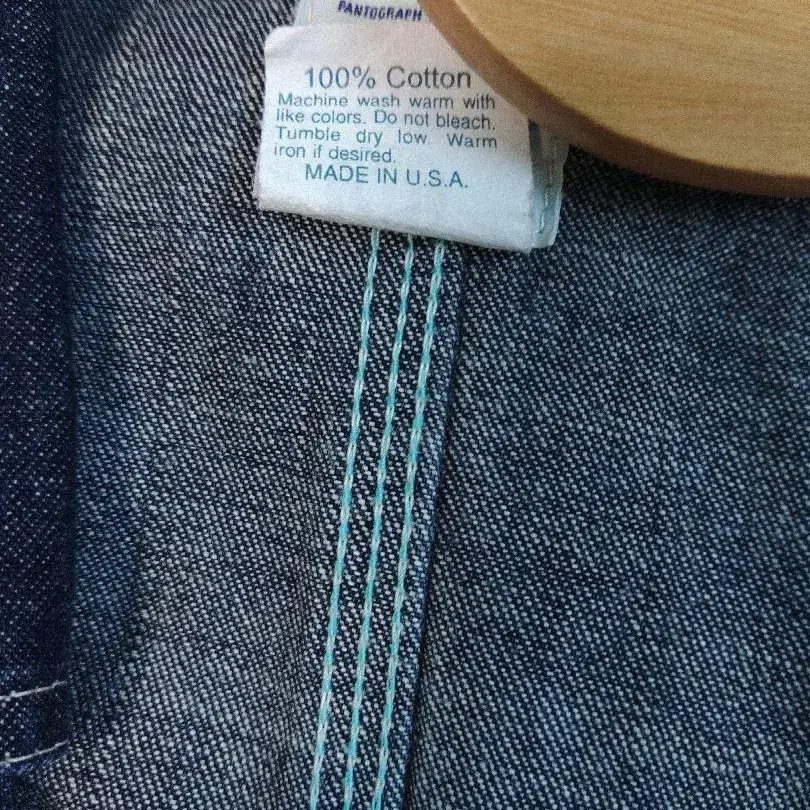 PANTOGRAPH
100% Cotton
Machine wash warm with
like colors. Do not bleach.
Tumble dry low. Warm
iron if desired.
MADE IN U.S.A.